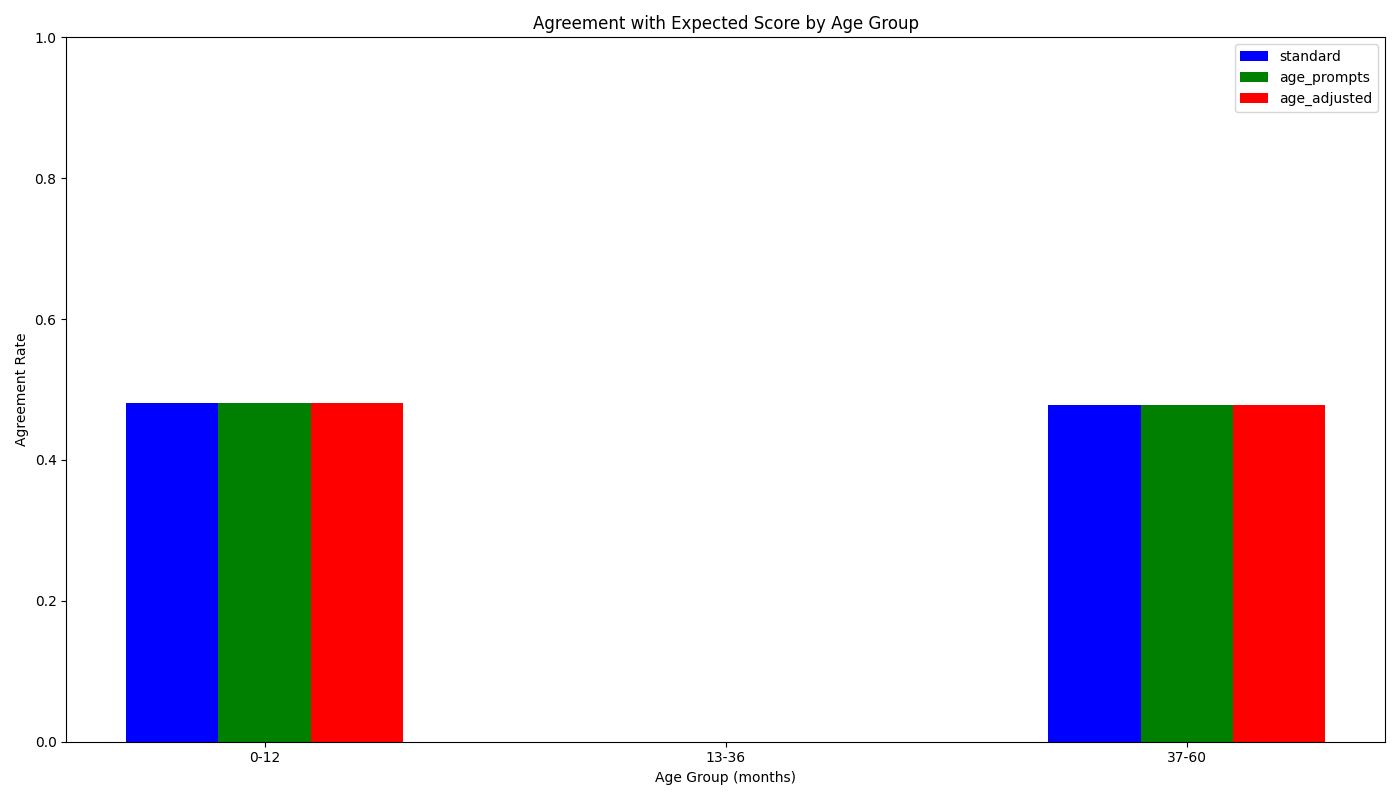 Agreement with Expected Score by Age Group
standard
age_prompts
age_adjusted
Agreement Rate
1.0
0.8
0.6
0.4
0.2
0.0
0-12
13-36
37-60
Age Group (months)